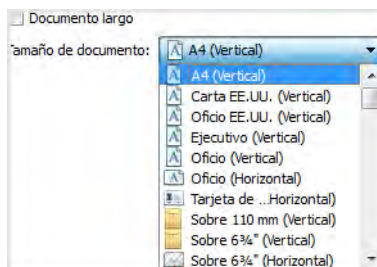 Documento largo
Tamaño de documento: A4 (Vertical)
A4 (Vertical)
Carta EE.UU. (Vertical)
Oficio EE.UU. (Vertical)
Ejecutivo (Vertical)
Oficio (Vertical)
Oficio (Horizontal)
Tarjeta de ...Horizontal)
Sobre 110 mm (Vertical)
Sobre 6¾" (Vertical)
Sobre 6¾" (Horizontal)